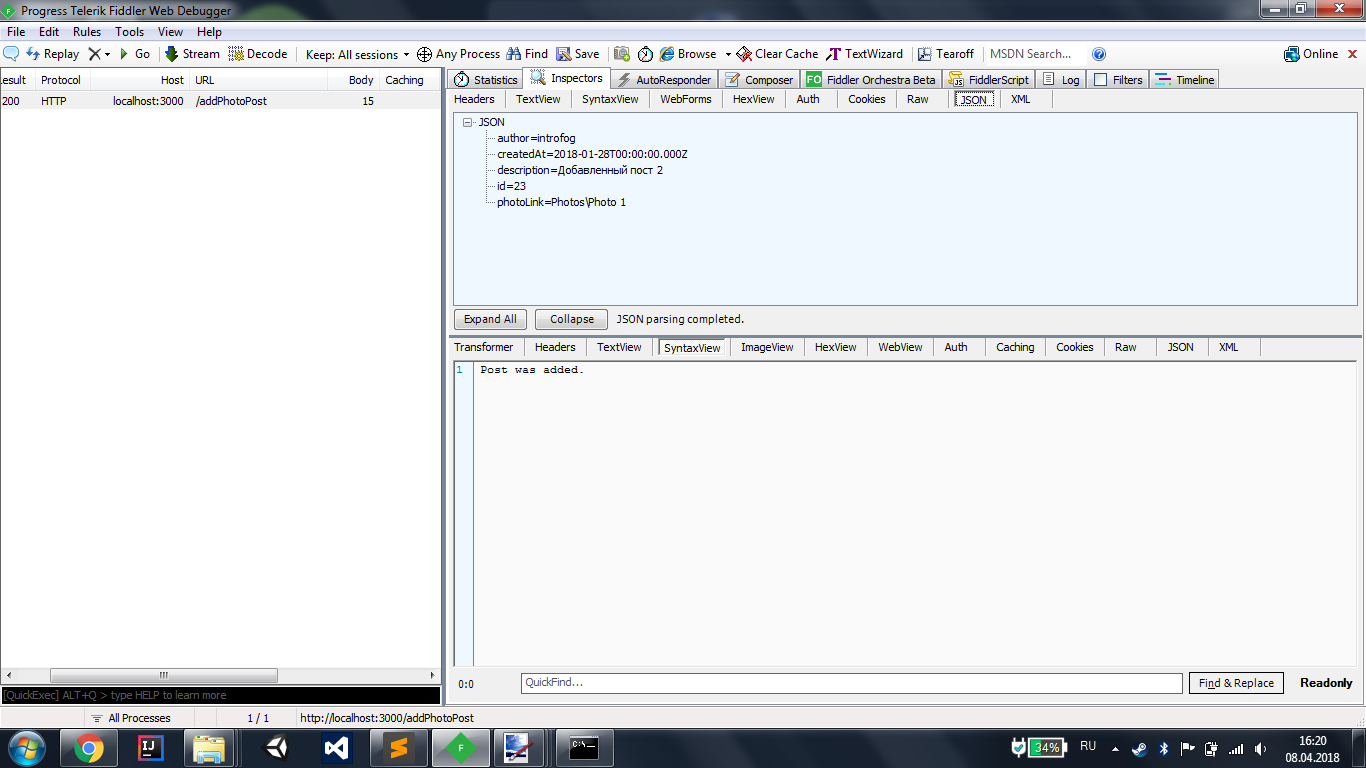 Progress Telerik Fiddler Web Debugger
File Edit Rules Tools View Help
Replay Go Stream Decode Keep: All sessions Any Process Find Save Browse Clear Cache TextWizard Tearoff MSDN Search... Online
esult Protocol Host URL Body Caching
200 HTTP localhost:3000 /addPhotoPost 15
Statistics Inspectors AutoResponder Composer FO Fiddler Orchestra Beta FiddlerScript Log Filters Timeline
Headers TextView SyntaxView WebForms HexView Auth Cookies Raw JSON XML
JSON
author=introfog
createdAt=2018-01-28T00:00:00.000Z
description=Добавленный пост 2
id=23
photoLink=Photos\Photo 1
Expand All Collapse JSON parsing completed.
Transformer Headers TextView SyntaxView ImageView HexView WebView Auth Caching Cookies Raw JSON XML
1 Post was added.
0:0 QuickFind... Find & Replace Readonly
[QuickExec] ALT+Q > type HELP to learn more
All Processes 1 / 1 http://localhost:3000/addPhotoPost
IJ C:\_ 34% RU 16:20
08.04.2018